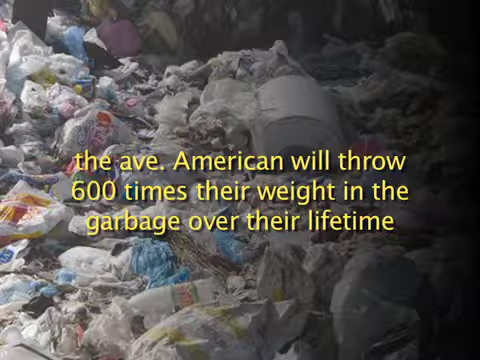 the ave. American will throw
600 times their weight in the
garbage over their lifetime